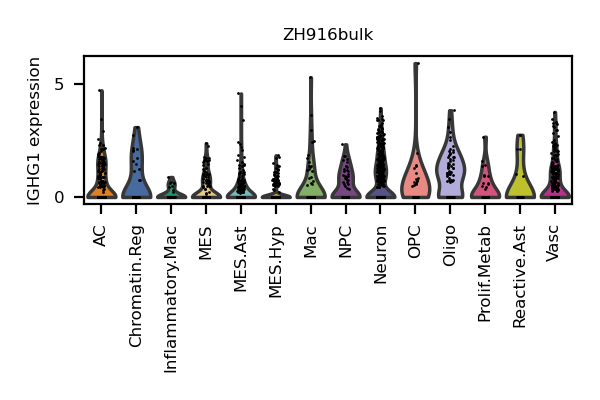 ZH916bulk
IGHG1 expression
5
0
AC
Chromatin.Reg
Inflammatory.Mac
MES
MES.Ast
MES.Hyp
Mac
NPC
Neuron
OPC
Oligo
Prolif.Metab
Reactive.Ast
Vasc